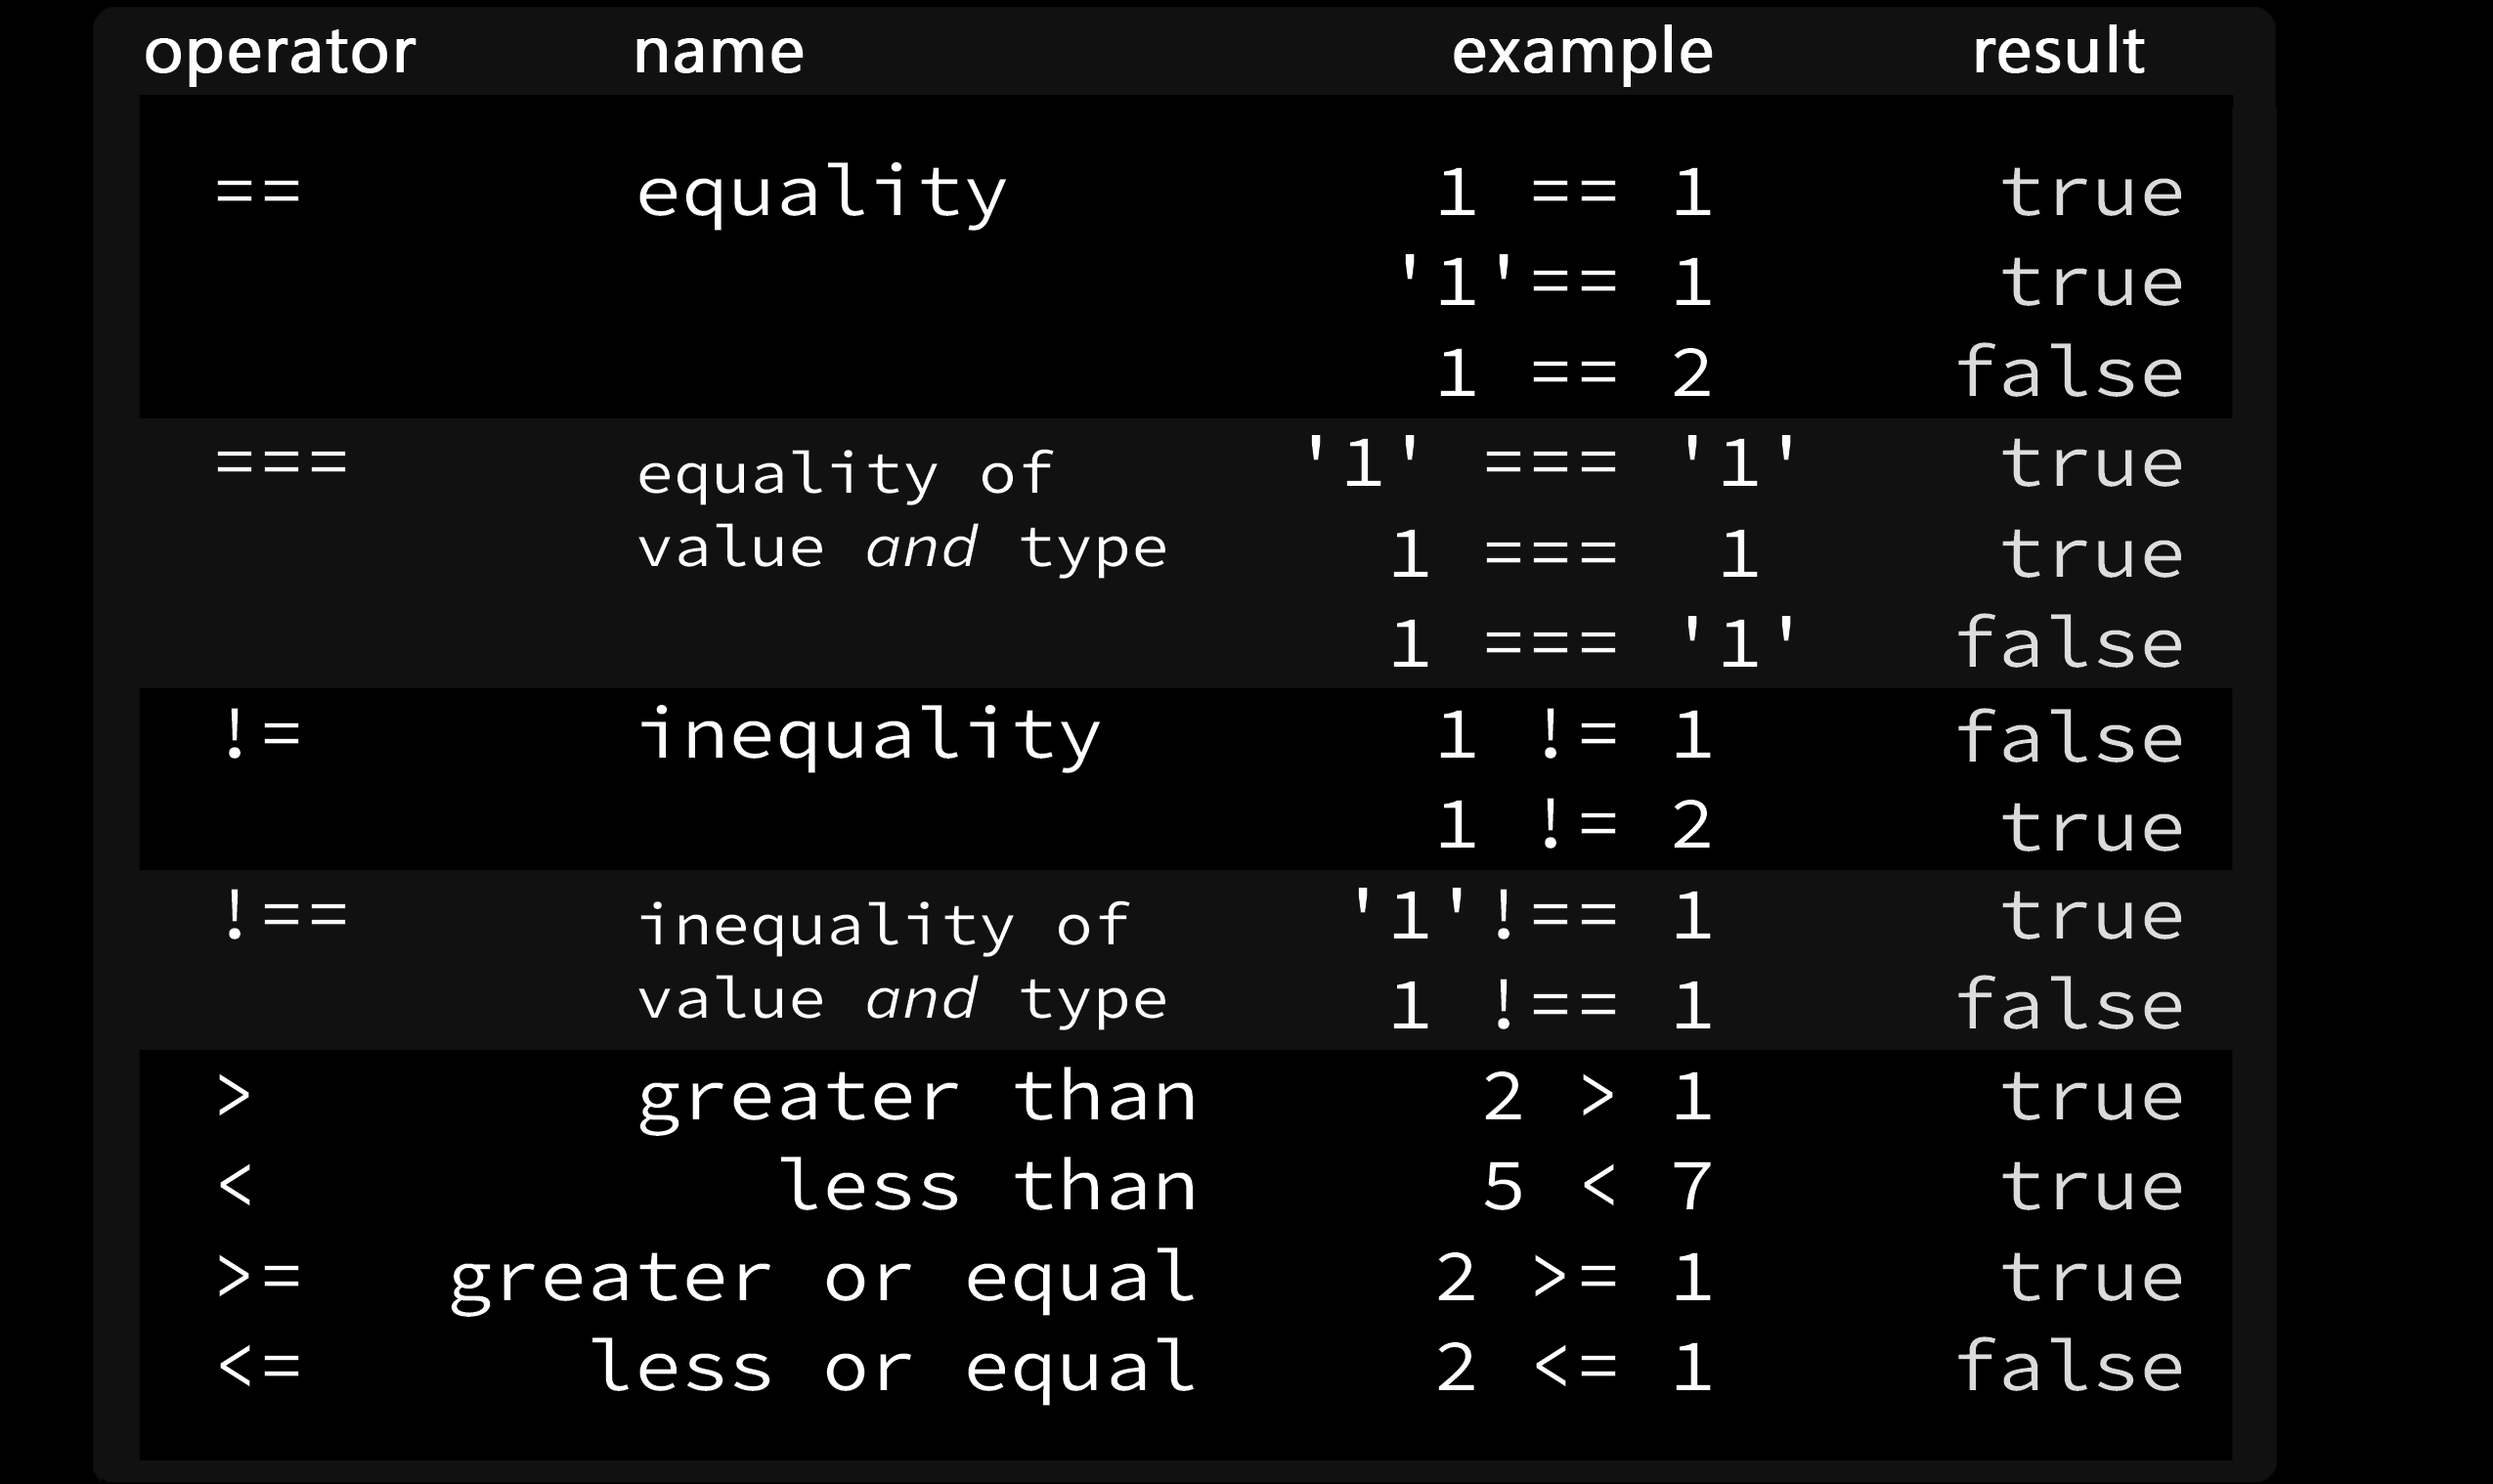 operator name example result
== equality 1 == 1 true
'1'== 1 true
1 == 2 false
=== equality of '1' === '1' true
value and type 1 === 1 true
1 === '1' false
!= inequality 1 != 1 false
1 != 2 true
!== inequality of '1'!== 1 true
value and type 1 !== 1 false
> greater than 2 > 1 true
< less than 5 < 7 true
>= greater or equal 2 >= 1 true
<= less or equal 2 <= 1 false